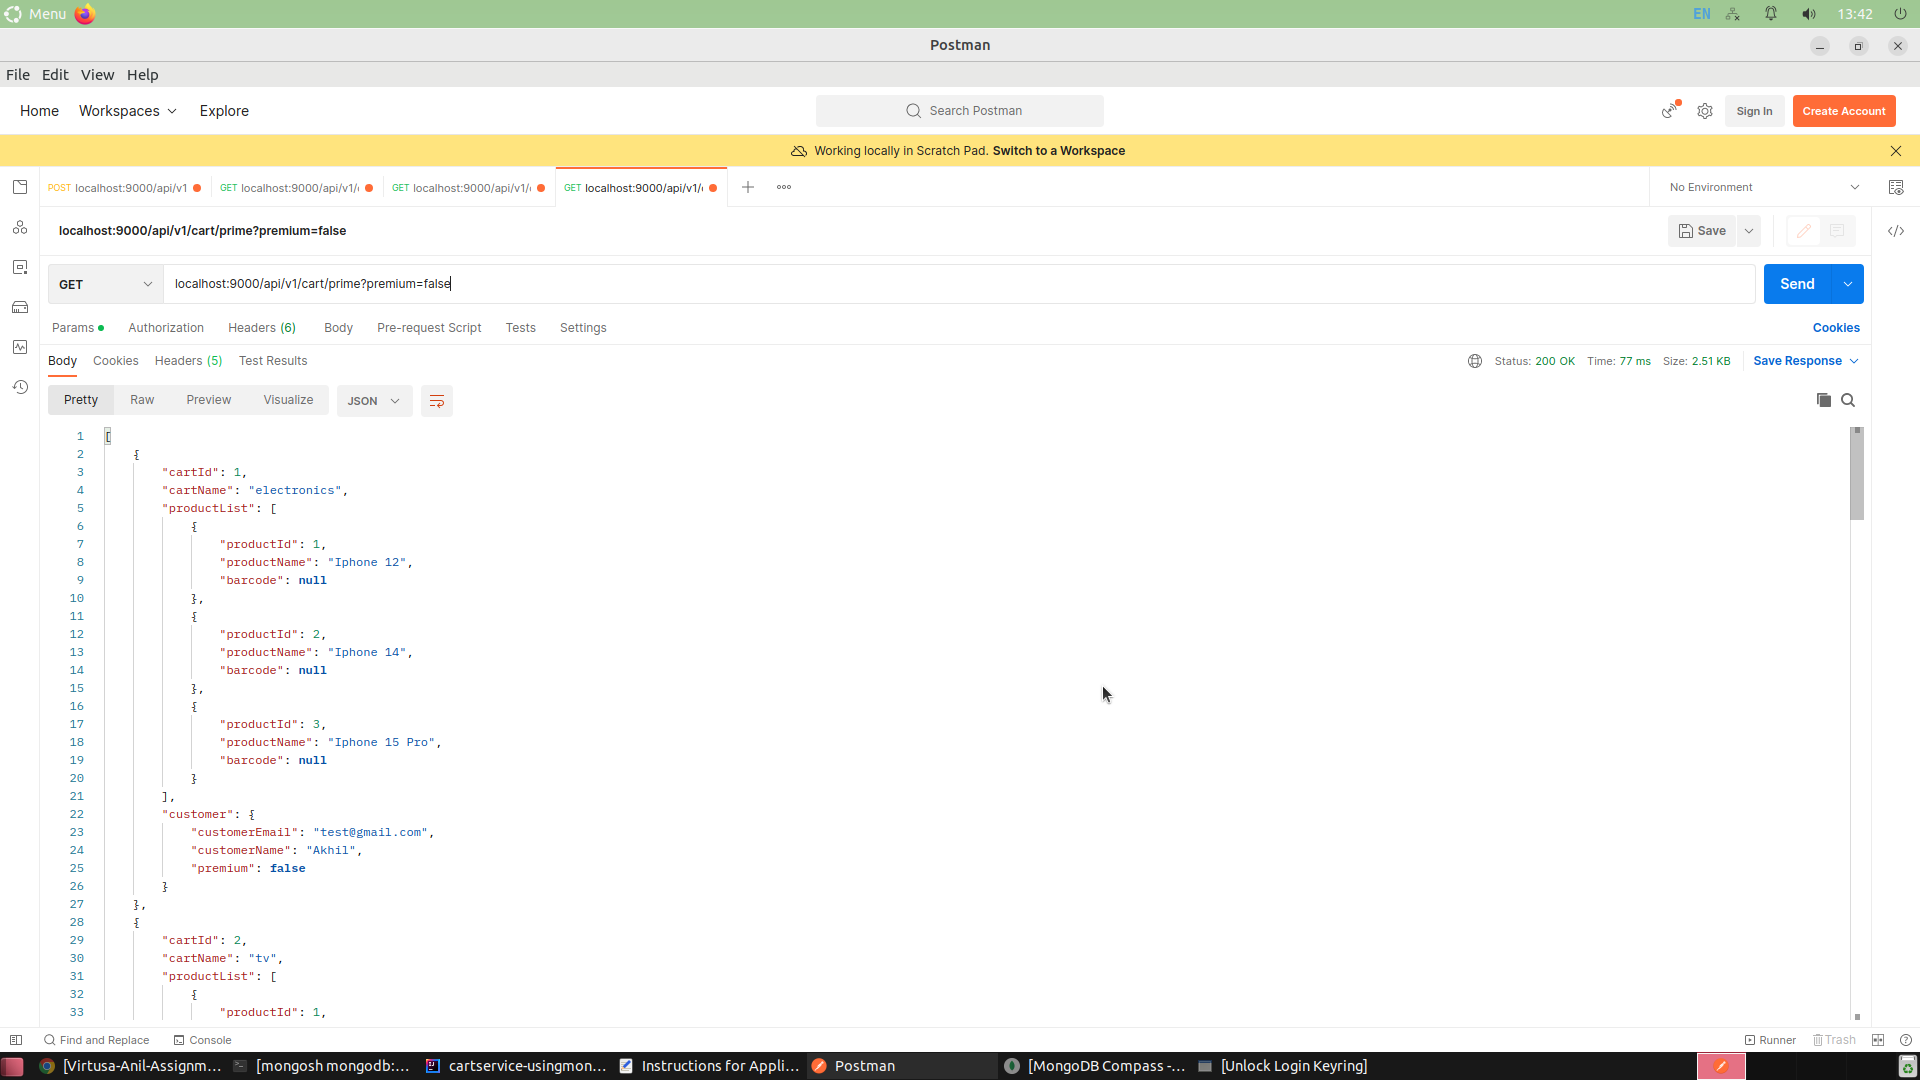 Menu
EN 13:42
Postman
File Edit View Help
Home Workspaces Explore Search Postman Sign In Create Account
Working locally in Scratch Pad. Switch to a Workspace
POST localhost:9000/api/v1 GET localhost:9000/api/v1/ GET localhost:9000/api/v1/ GET localhost:9000/api/v1/ No Environment
localhost:9000/api/v1/cart/prime?premium=false Save
GET localhost:9000/api/v1/cart/prime?premium=false Send
Params Authorization Headers (6) Body Pre-request Script Tests Settings Cookies
Body Cookies Headers (5) Test Results Status: 200 OK Time: 77 ms Size: 2.51 KB Save Response
Pretty Raw Preview Visualize JSON
1 [
2 {
3 "cartId": 1,
4 "cartName": "electronics",
5 "productList": [
6 {
7 "productId": 1,
8 "productName": "Iphone 12",
9 "barcode": null
10 },
11 {
12 "productId": 2,
13 "productName": "Iphone 14",
14 "barcode": null
15 },
16 {
17 "productId": 3,
18 "productName": "Iphone 15 Pro",
19 "barcode": null
20 }
21 ],
22 "customer": {
23 "customerEmail": "test@gmail.com",
24 "customerName": "Akhil",
25 "premium": false
26 }
27 },
28 {
29 "cartId": 2,
30 "cartName": "tv",
31 "productList": [
32 {
33 "productId": 1,
Find and Replace Console Runner Trash
[Virtusa-Anil-Assignm... [mongosh mongodb:... cartservice-usingmon... Instructions for Appli... Postman [MongoDB Compass -... [Unlock Login Keyring]